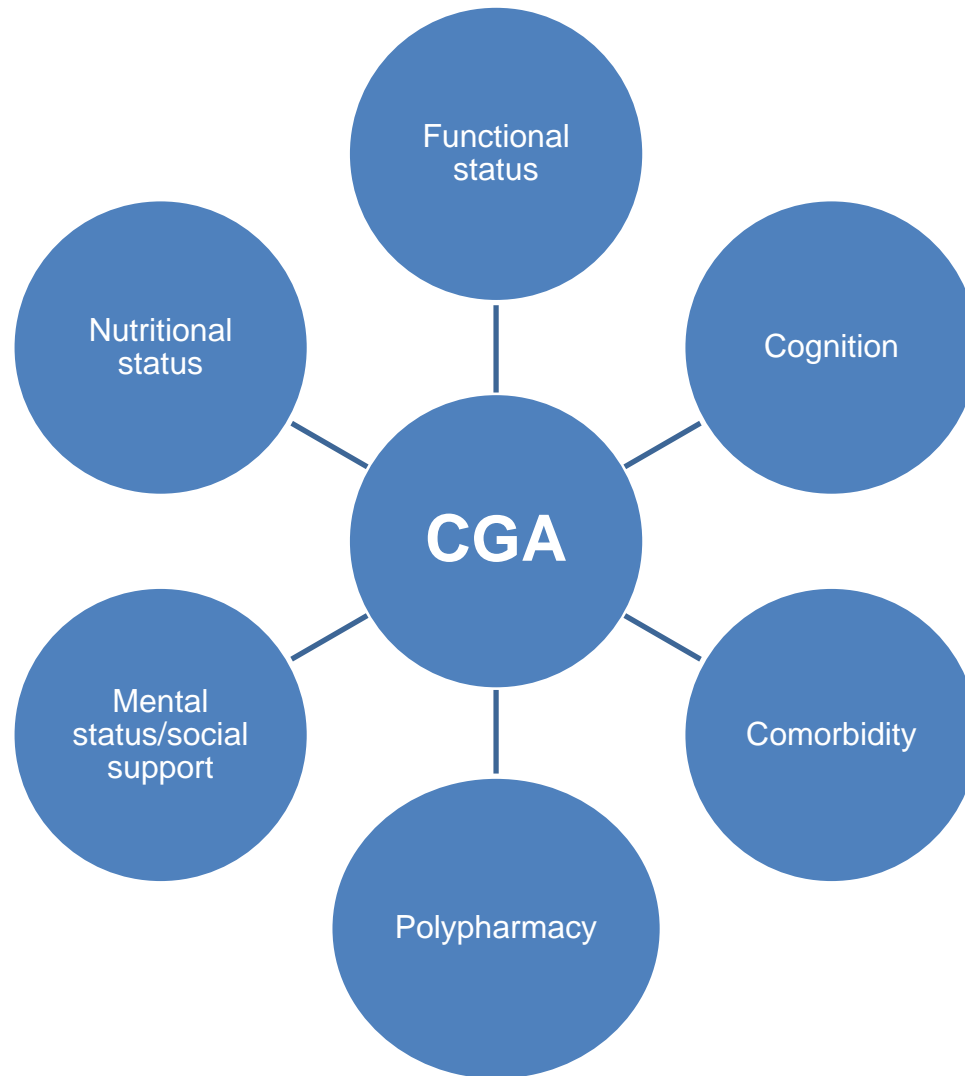 Functional
status
Nutritional
status
Cognition
CGA
Mental
status/social
support
Comorbidity
Polypharmacy